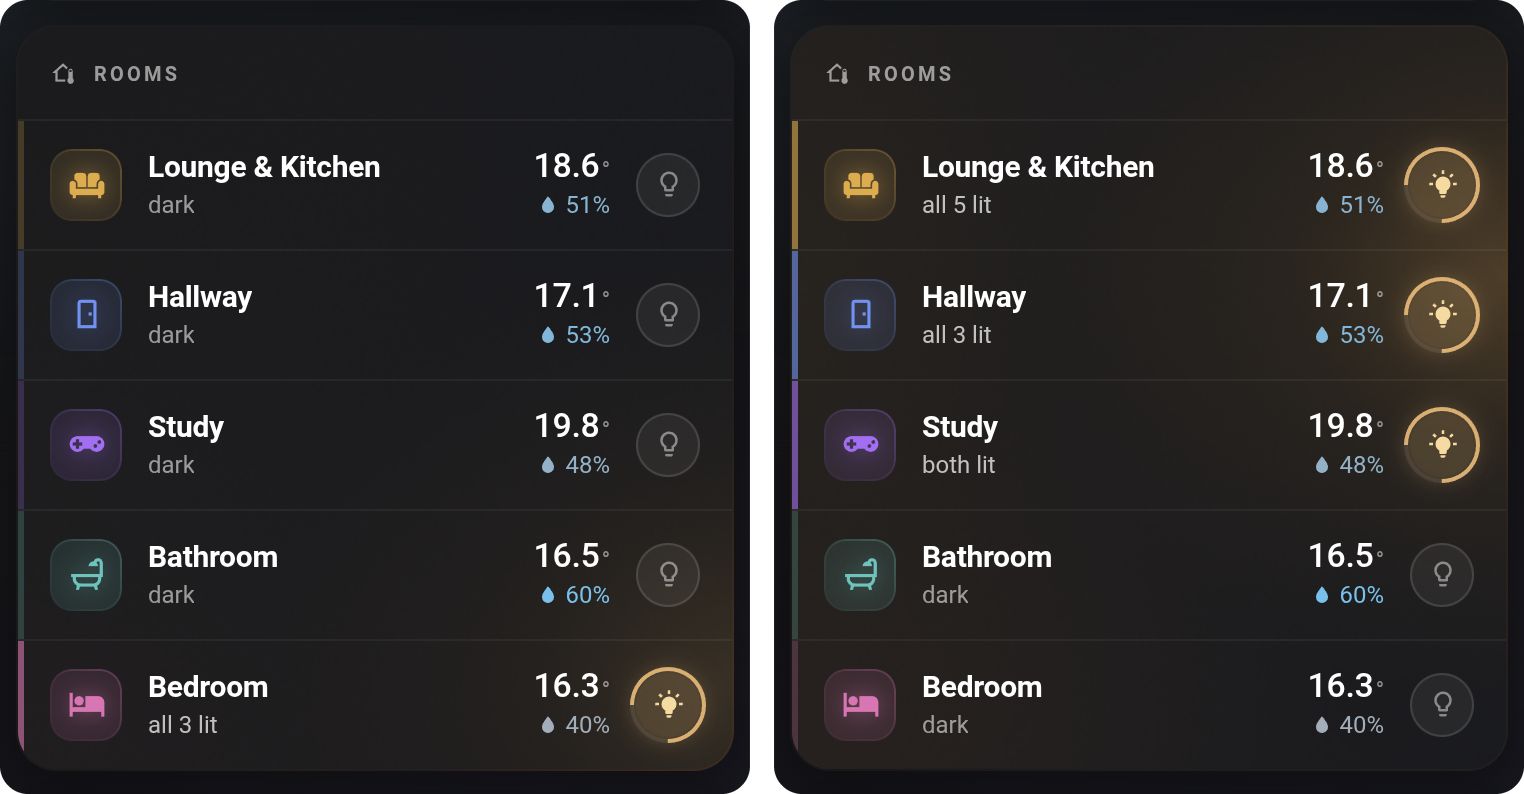 ROOMS
Lounge & Kitchen
dark
18.6°
51%
Hallway
dark
17.1°
53%
Study
dark
19.8°
48%
Bathroom
dark
16.5°
60%
Bedroom
all 3 lit
16.3°
40%
ROOMS
Lounge & Kitchen
all 5 lit
18.6°
51%
Hallway
all 3 lit
17.1°
53%
Study
both lit
19.8°
48%
Bathroom
dark
16.5°
60%
Bedroom
dark
16.3°
40%